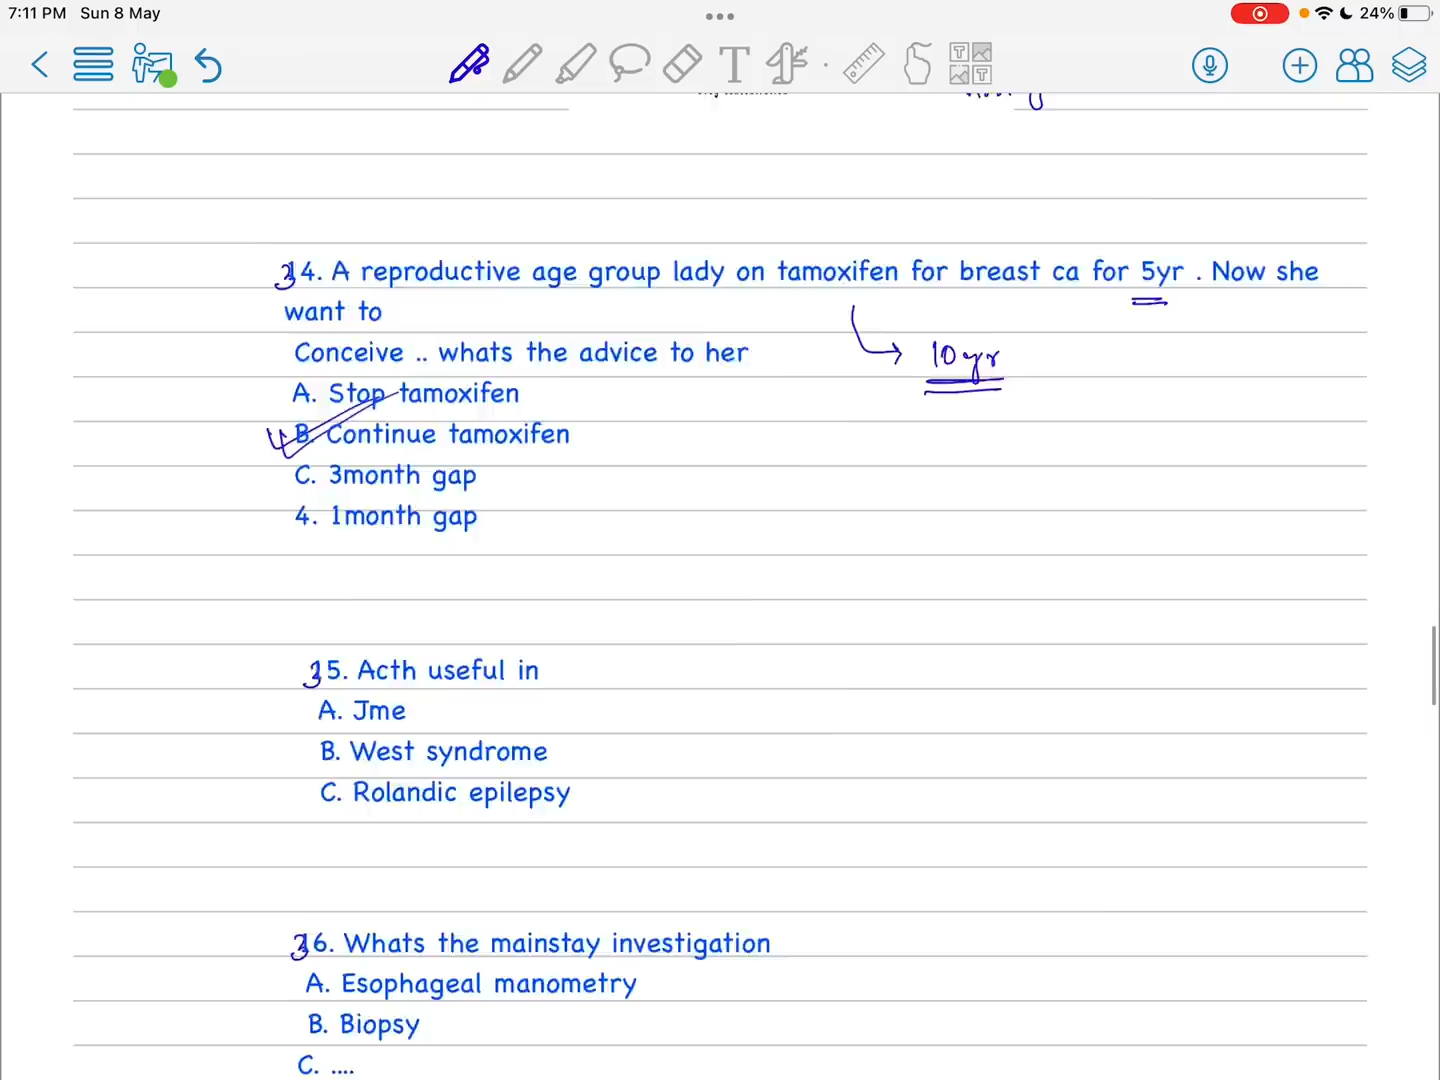 7:11 PM Sun 8 May
24%
34. A reproductive age group lady on tamoxifen for breast ca for 5yr . Now she
want to
Conceive .. whats the advice to her
10yr
A. Stop tamoxifen
B. Continue tamoxifen
C. 3month gap
4. 1month gap
35. Acth useful in
A. Jme
B. West syndrome
C. Rolandic epilepsy
36. Whats the mainstay investigation
A. Esophageal manometry
B. Biopsy
C. ....